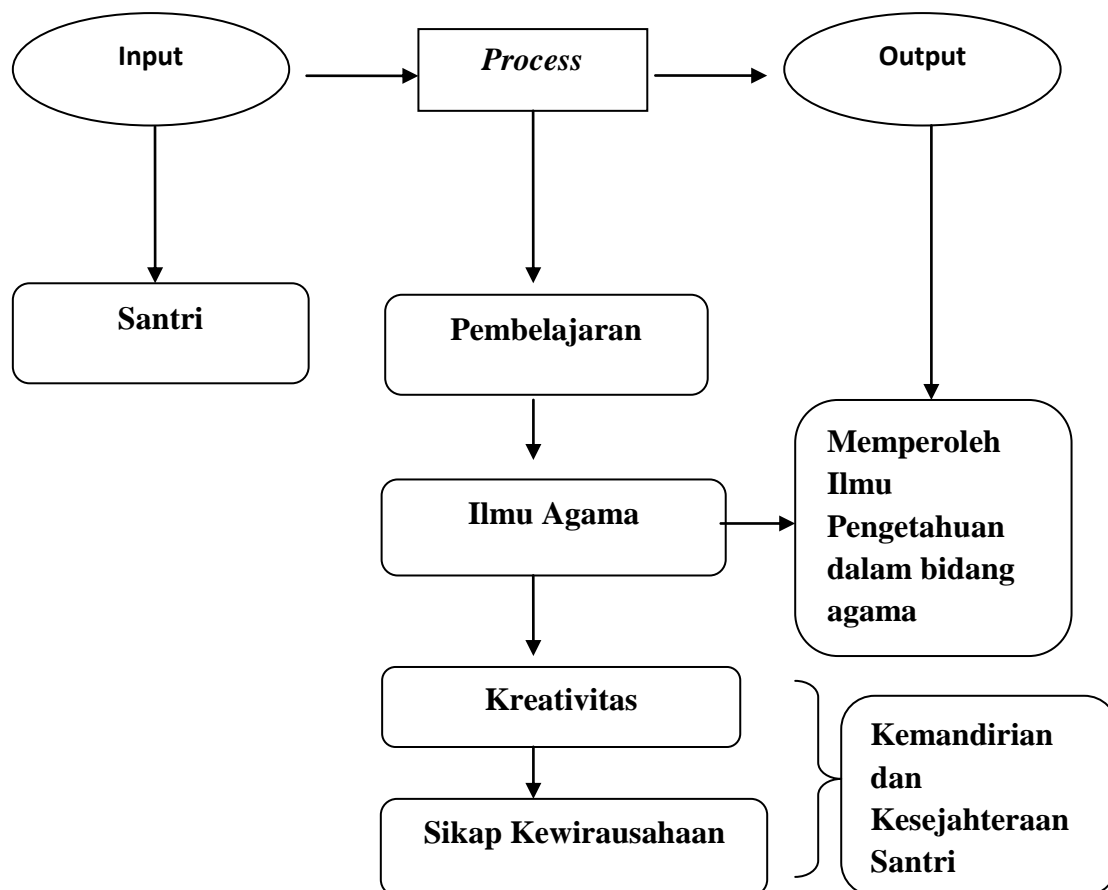 Input
Process
Output
Santri
Pembelajaran
Ilmu Agama
Memperoleh
Ilmu
Pengetahuan
dalam bidang
agama
Kreativitas
Sikap Kewirausahaan
Kemandirian
dan
Kesejahteraan
Santri